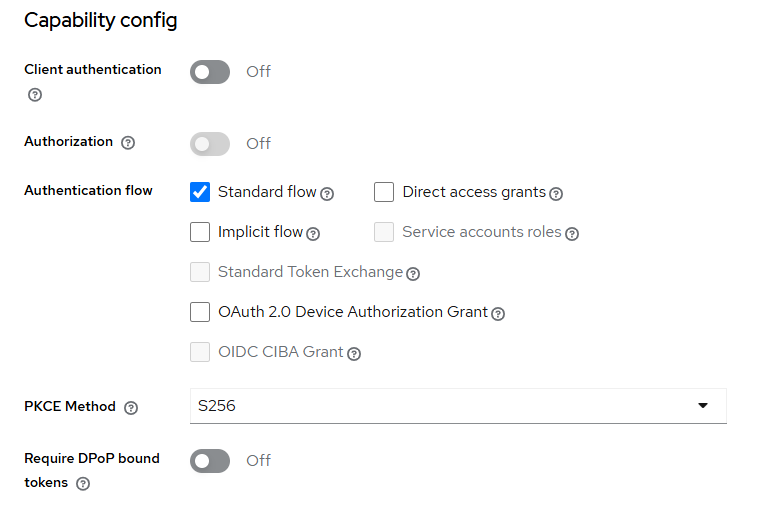 Capability config
Client authentication
Off
Authorization
Off
Authentication flow
Standard flow
Direct access grants
Implicit flow
Service accounts roles
Standard Token Exchange
OAuth 2.0 Device Authorization Grant
OIDC CIBA Grant
PKCE Method
S256
Require DPoP bound
tokens
Off